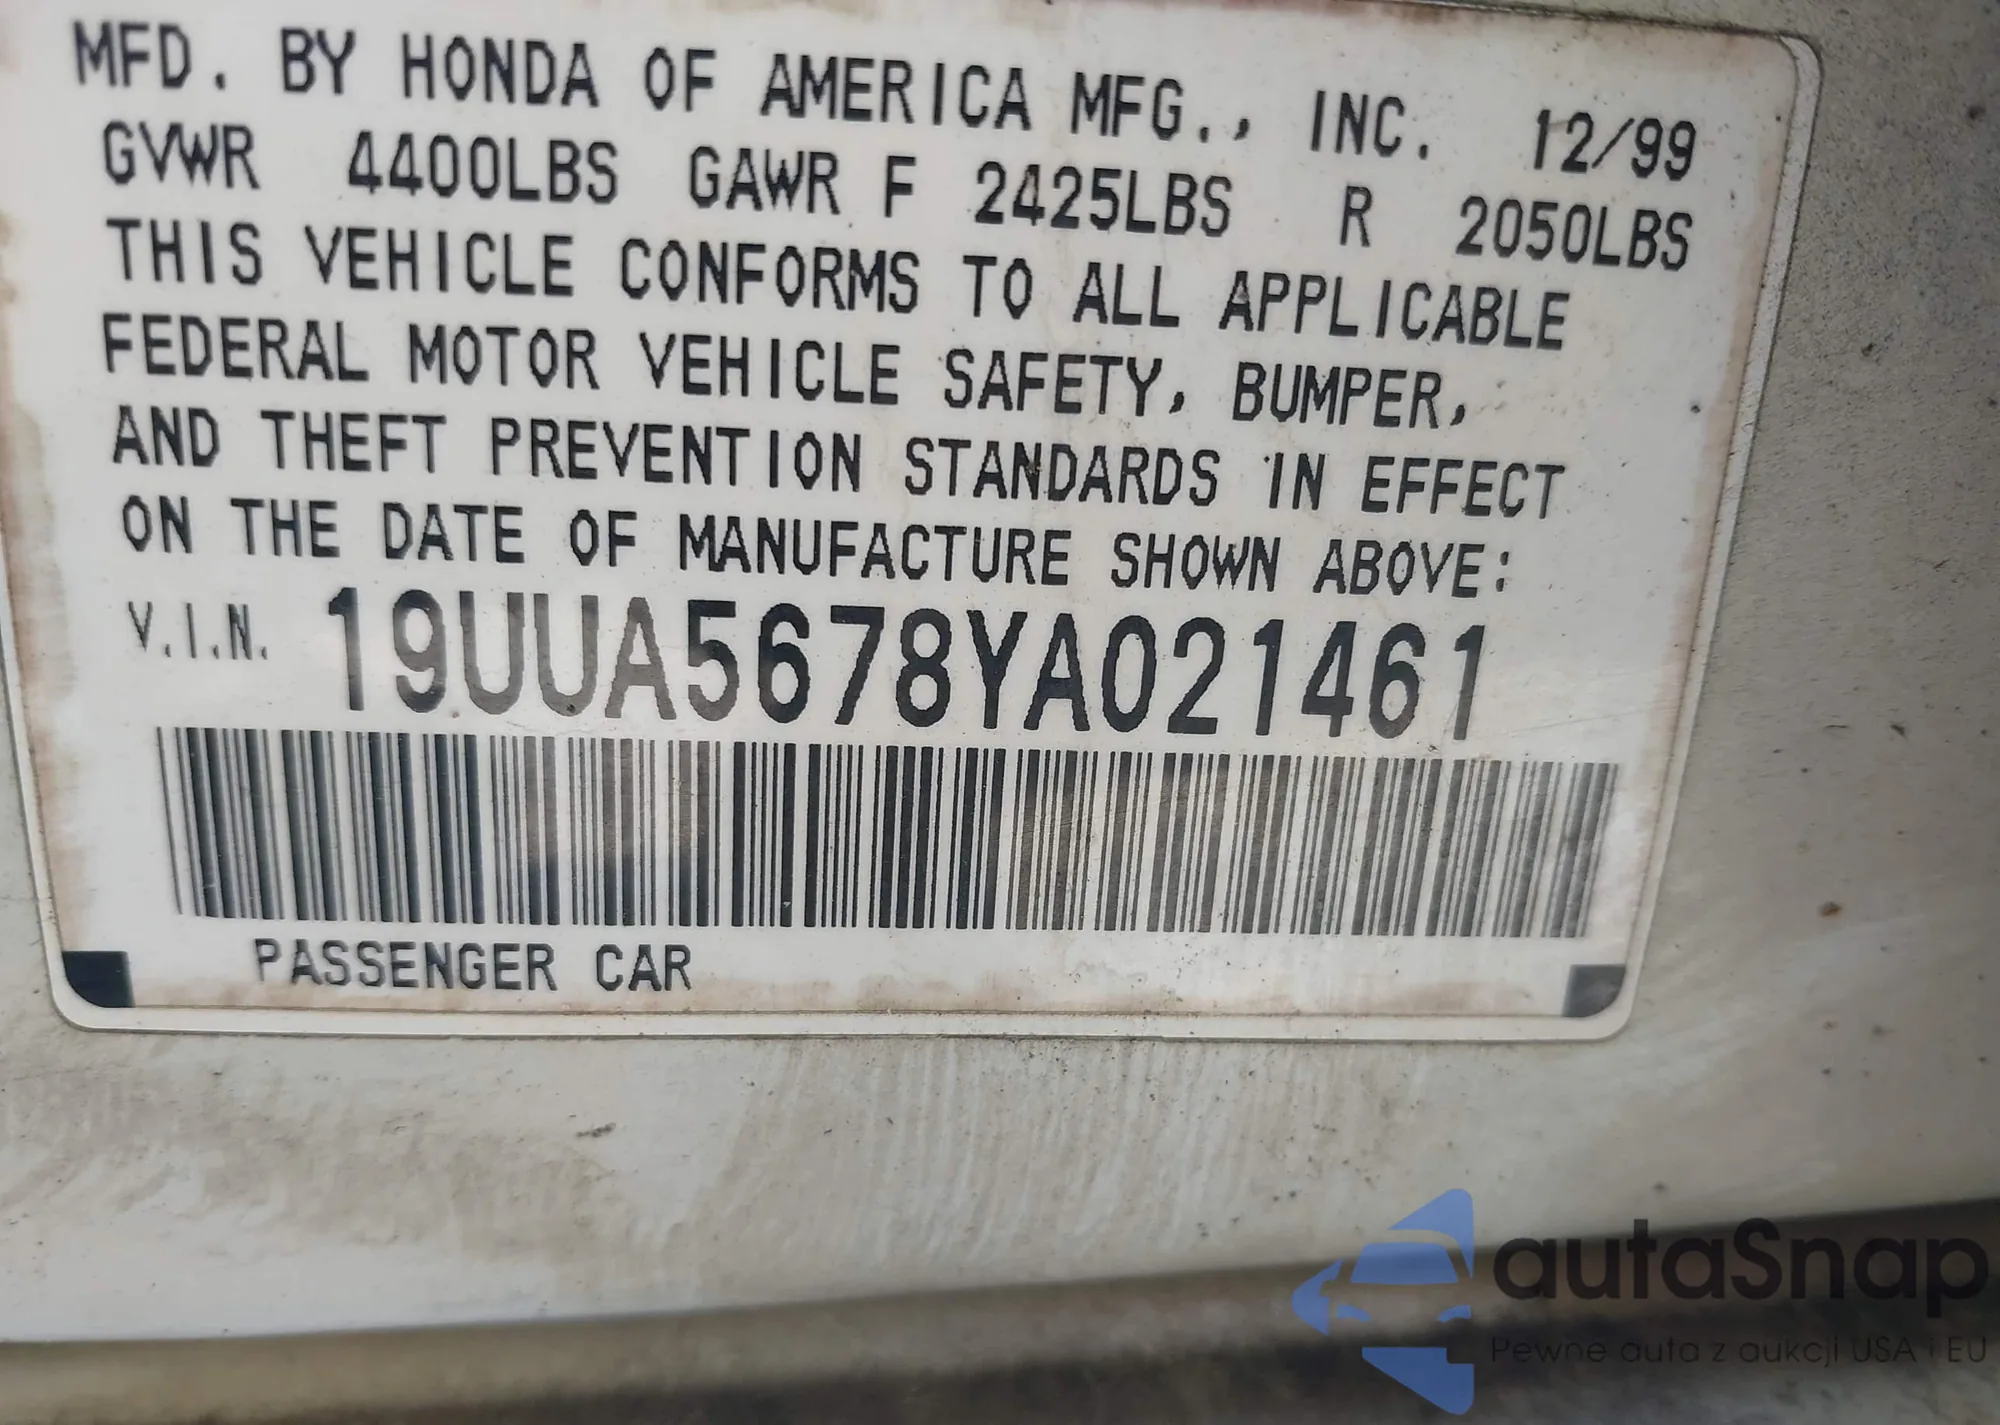 MFD. BY HONDA OF AMERICA MFG., INC. 12/99
GVWR 4400LBS GAWR F 2425LBS R 2050LBS
THIS VEHICLE CONFORMS TO ALL APPLICABLE
FEDERAL MOTOR VEHICLE SAFETY, BUMPER,
AND THEFT PREVENTION STANDARDS IN EFFECT
ON THE DATE OF MANUFACTURE SHOWN ABOVE:
V.I.N. 19UUA5678YA021461
PASSENGER CAR
autaSnap
Pewne auta z aukcji USA i EU